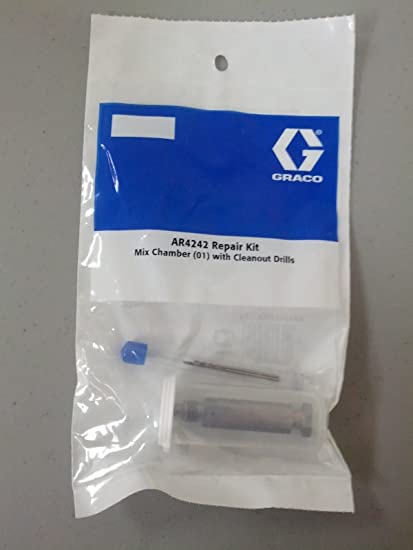 GRACO
AR4242 Repair Kit
Mix Chamber (01) with Cleanout Drills